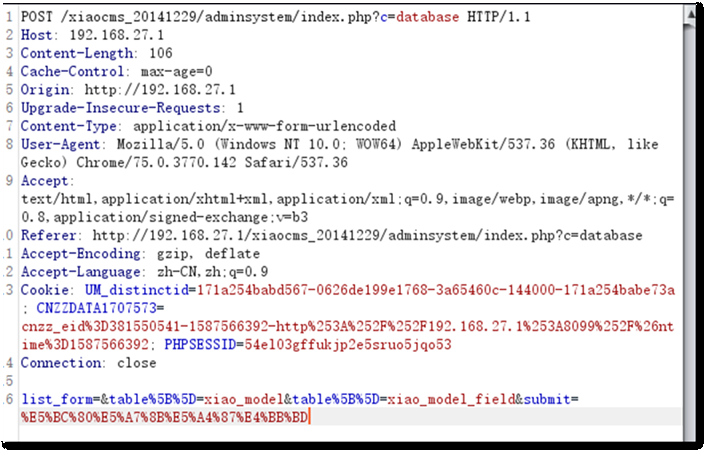 1 POST /xiaocms_20141229/adminsystem/index.php?c=database HTTP/1.1
2 Host: 192.168.27.1
3 Content-Length: 106
4 Cache-Control: max-age=0
5 Origin: http://192.168.27.1
6 Upgrade-Insecure-Requests: 1
7 Content-Type: application/x-www-form-urlencoded
8 User-Agent: Mozilla/5.0 (Windows NT 10.0; WOW64) AppleWebKit/537.36 (KHTML, like
Gecko) Chrome/75.0.3770.142 Safari/537.36
9 Accept:
text/html,application/xhtml+xml,application/xml;q=0.9,image/webp,image/apng,*/*;q=
0.8,application/signed-exchange;v=b3
.0 Referer: http://192.168.27.1/xiaocms_20141229/adminsystem/index.php?c=database
.1 Accept-Encoding: gzip, deflate
.2 Accept-Language: zh-CN,zh;q=0.9
.3 Cookie: UM_distinctid=171a254babd567-0626de199e1768-3a65460c-144000-171a254babe73a
; CNZZDATA1707573=
cnzz_eid%3D381550541-1587566392-http%253A%252F%252F192.168.27.1%253A8099%252F%26nt
ime%3D1587566392; PHPSESSID=54el03gffukjp2e5sruo5jqo53
.4 Connection: close
.5
.6 list_form=&table%5B%5D=xiao_model&table%5B%5D=xiao_model_field&submit=
%E5%BC%80%E5%A7%8B%E5%A4%87%E4%BB%BD